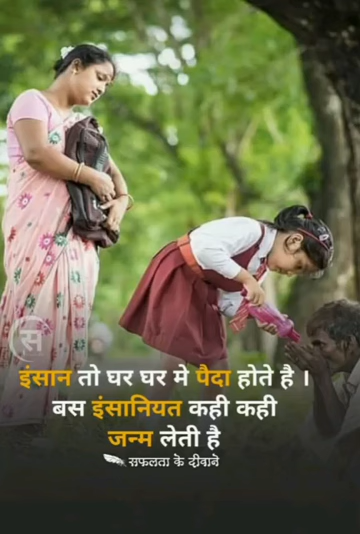 स
इंसान तो घर घर मे पैदा होते है ।
बस इंसानियत कही कही
जन्म लेती है
सफलता के दीवाने